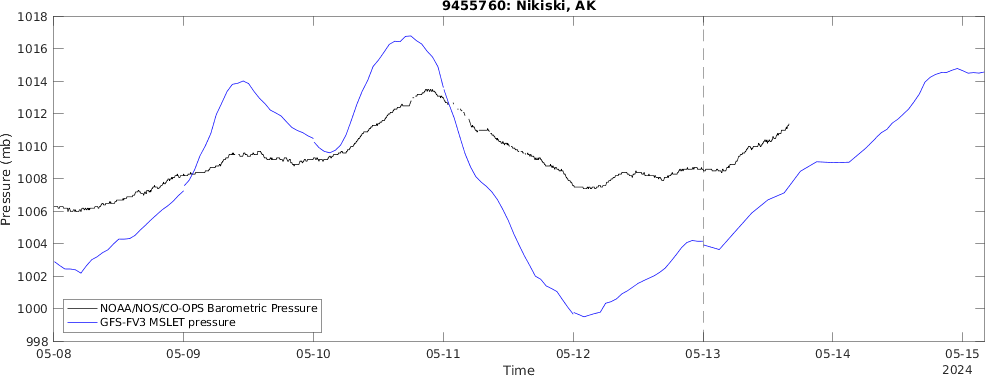 9455760: Nikiski, AK
1018
1016
1014
1012
1010
1008
1006
1004
1002
1000
998
Pressure (mb)
NOAA/NOS/CO-OPS Barometric Pressure
GFS-FV3 MSLET pressure
05-08 05-09 05-10 05-11 05-12 05-13 05-14 05-15
Time 2024